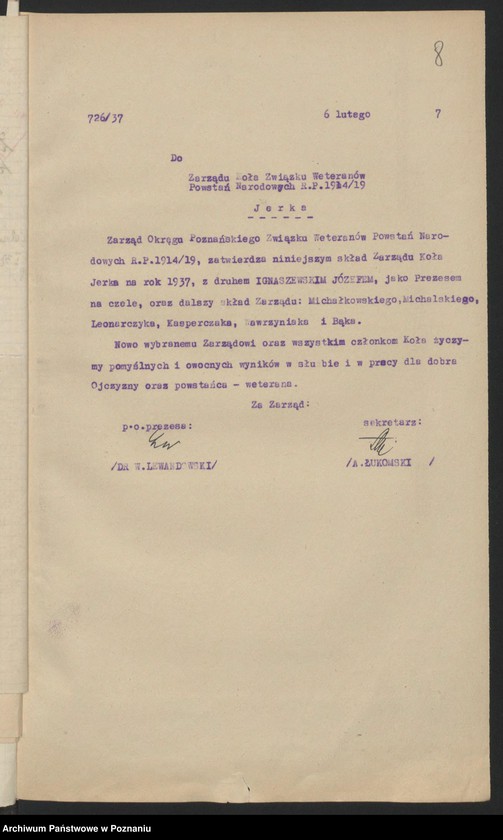 8
726/37 6 lutego 7
Do
Zarządu Koła Związku Weteranów
Powstań Narodowych R.P.1914/19
Jerka
Zarząd Okręgu Poznańskiego Związku Weteranów Powstań Naro-
dowych R.P.1914/19, zatwierdza niniejszym skład Zarządu Koła
Jerka na rok 1937, z druhem IGNASZEWSKIM JÓZEFEM, jako Prezesem
na czele, oraz dalszy skład Zarządu: Michałkowskiego,Michalskiego,
Leonarczyka, Kasperczaka, Wawrzyniaka i Bąka.
Nowo wybranemu Zarządowi oraz wszystkim członkom Koła życzy-
my pomyślnych i owocnych wyników w słu bie i w pracy dla dobra
Ojczyzny oraz powstańca - weterana.
Za Zarząd:
p.o.prezesa: sekretarz:
/DR W.LEWANDOWSKI/ /A.ŁUKOMSKI /
Archiwum Państwowe w Poznaniu